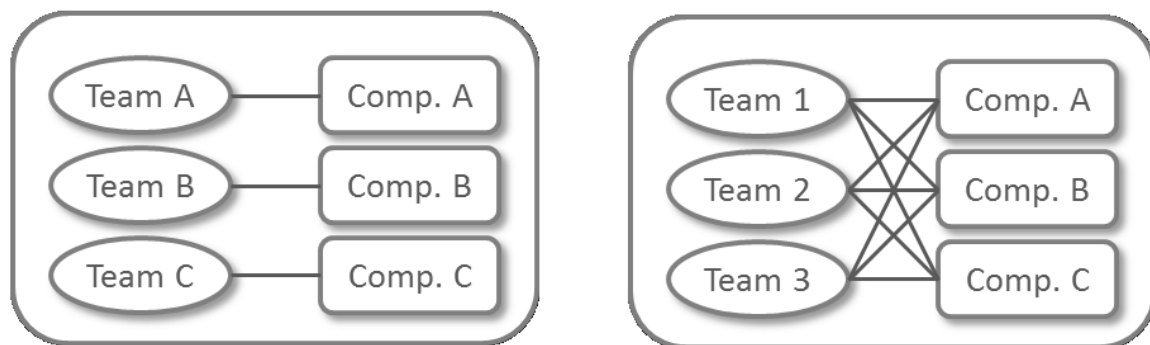 Team A
Comp. A
Team B
Comp. B
Team C
Comp. C
Team 1
Comp. A
Team 2
Comp. B
Team 3
Comp. C